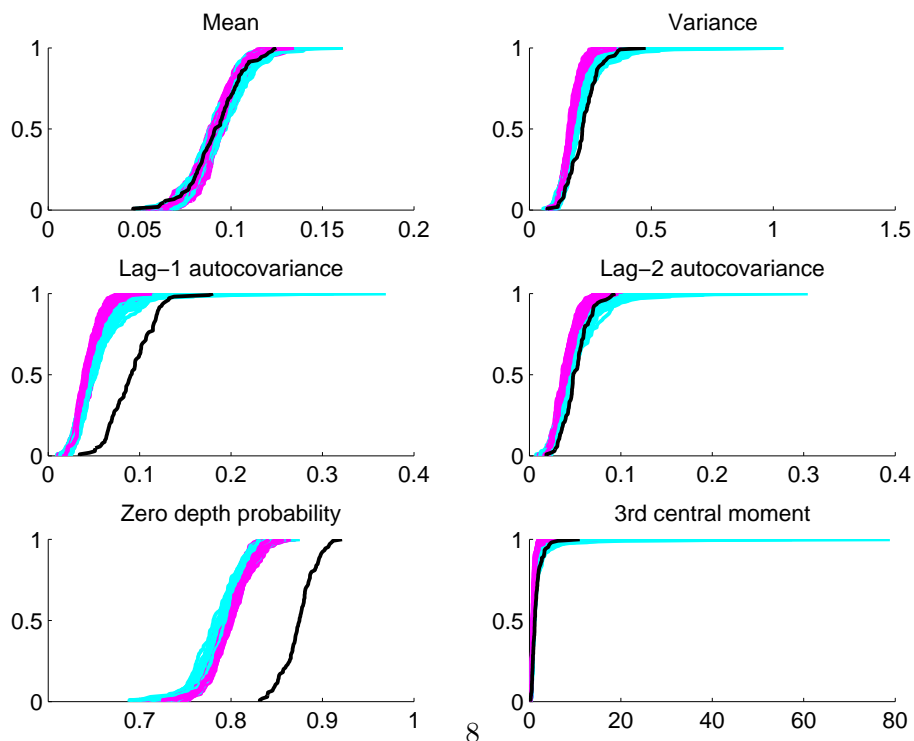 Mean
1
0.5
0
0 0.05 0.1 0.15 0.2
Variance
1
0.5
0
0 0.5 1 1.5
Lag−1 autocovariance
1
0.5
0
0 0.1 0.2 0.3 0.4
Lag−2 autocovariance
1
0.5
0
0 0.1 0.2 0.3 0.4
Zero depth probability
1
0.5
0
0.7 0.8 0.9 1
3rd central moment
1
0.5
0
0 20 40 60 80
8